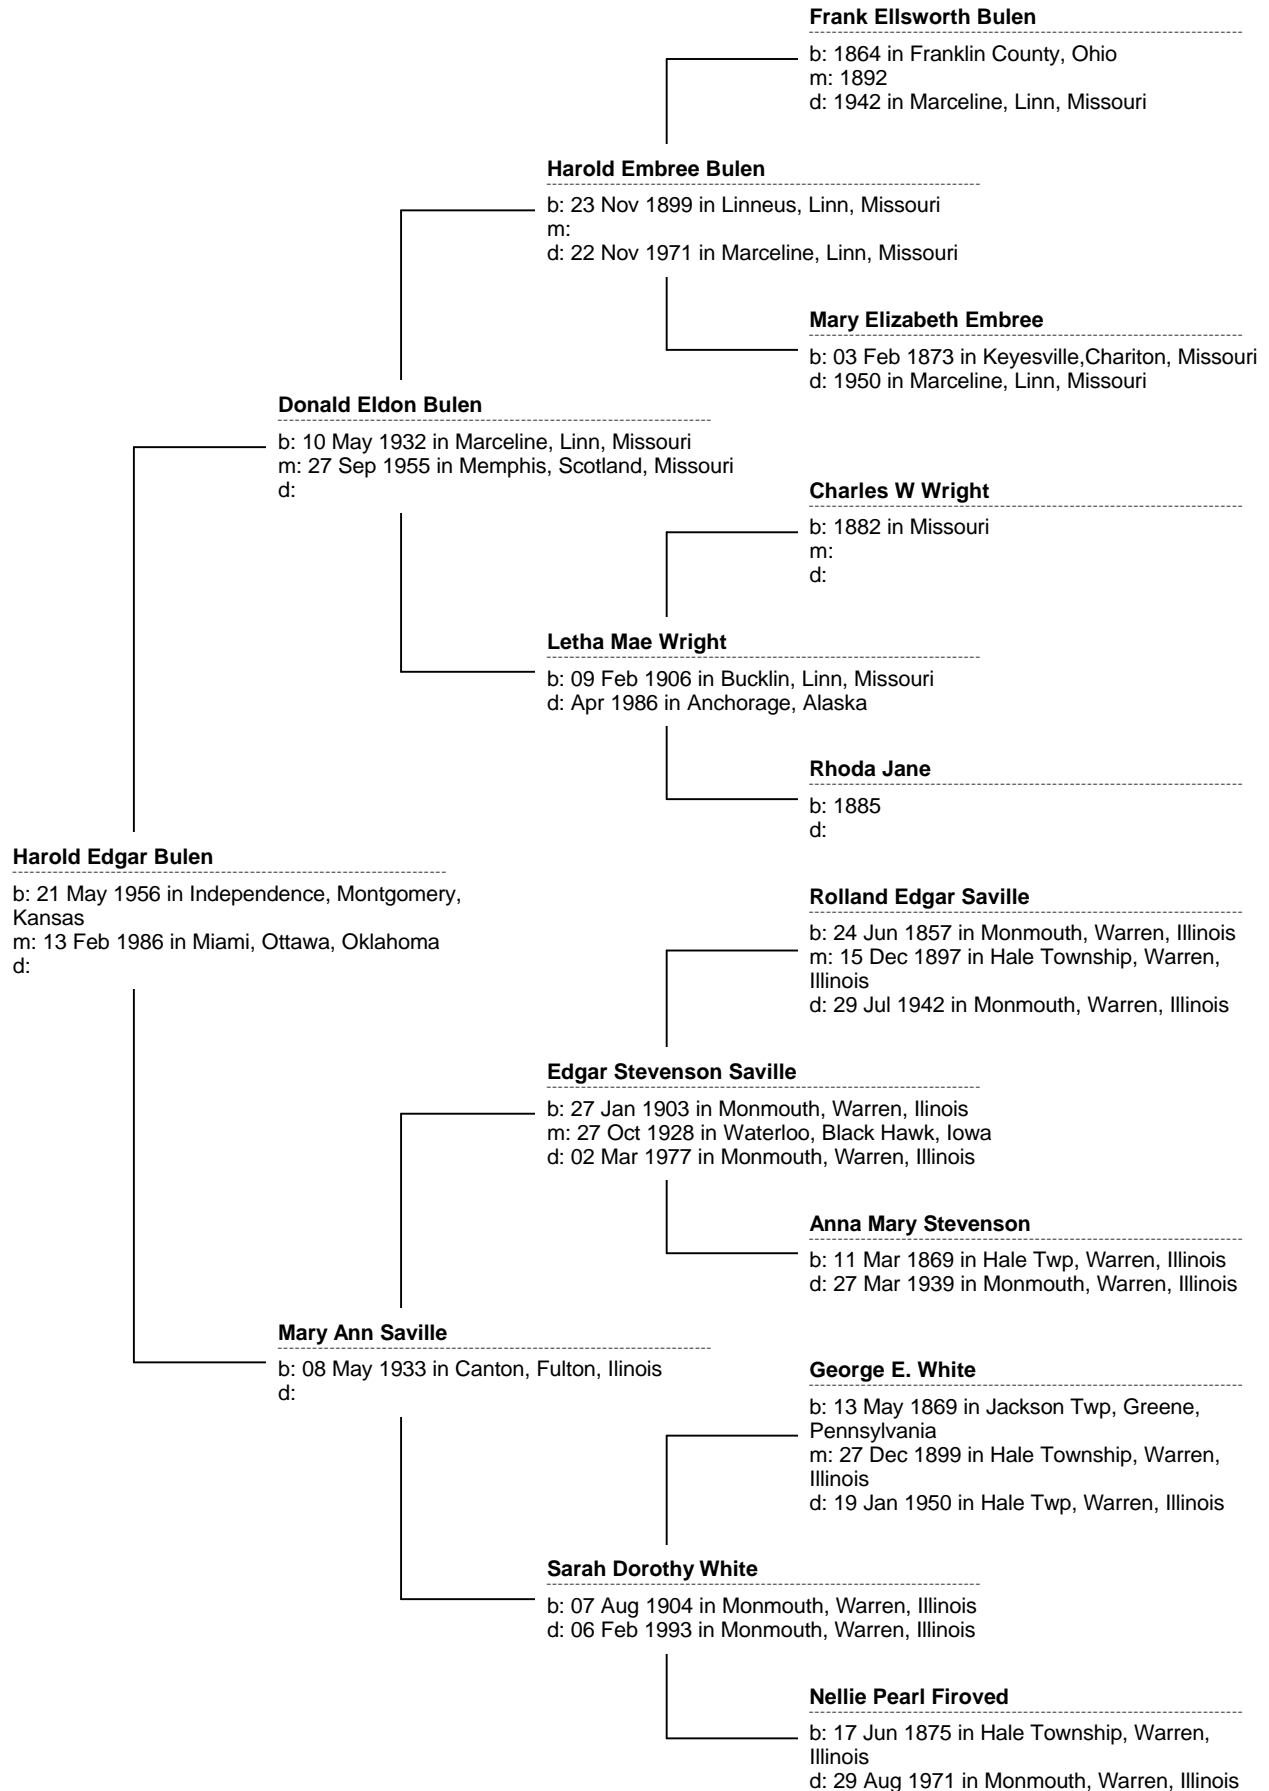 Frank Ellsworth Bulen
b: 1864 in Franklin County, Ohio
m: 1892
d: 1942 in Marceline, Linn, Missouri
Harold Embree Bulen
b: 23 Nov 1899 in Linneus, Linn, Missouri
m:
d: 22 Nov 1971 in Marceline, Linn, Missouri
Mary Elizabeth Embree
b: 03 Feb 1873 in Keyesville,Chariton, Missouri
d: 1950 in Marceline, Linn, Missouri
Donald Eldon Bulen
b: 10 May 1932 in Marceline, Linn, Missouri
m: 27 Sep 1955 in Memphis, Scotland, Missouri
d:
Charles W Wright
b: 1882 in Missouri
m:
d:
Letha Mae Wright
b: 09 Feb 1906 in Bucklin, Linn, Missouri
d: Apr 1986 in Anchorage, Alaska
Rhoda Jane
b: 1885
d:
Harold Edgar Bulen
b: 21 May 1956 in Independence, Montgomery,
Kansas
m: 13 Feb 1986 in Miami, Ottawa, Oklahoma
d:
Rolland Edgar Saville
b: 24 Jun 1857 in Monmouth, Warren, Illinois
m: 15 Dec 1897 in Hale Township, Warren,
Illinois
d: 29 Jul 1942 in Monmouth, Warren, Illinois
Edgar Stevenson Saville
b: 27 Jan 1903 in Monmouth, Warren, Ilinois
m: 27 Oct 1928 in Waterloo, Black Hawk, Iowa
d: 02 Mar 1977 in Monmouth, Warren, Illinois
Anna Mary Stevenson
b: 11 Mar 1869 in Hale Twp, Warren, Illinois
d: 27 Mar 1939 in Monmouth, Warren, Illinois
Mary Ann Saville
b: 08 May 1933 in Canton, Fulton, Ilinois
d:
George E. White
b: 13 May 1869 in Jackson Twp, Greene,
Pennsylvania
m: 27 Dec 1899 in Hale Township, Warren,
Illinois
d: 19 Jan 1950 in Hale Twp, Warren, Illinois
Sarah Dorothy White
b: 07 Aug 1904 in Monmouth, Warren, Illinois
d: 06 Feb 1993 in Monmouth, Warren, Illinois
Nellie Pearl Firoved
b: 17 Jun 1875 in Hale Township, Warren,
Illinois
d: 29 Aug 1971 in Monmouth, Warren, Illinois